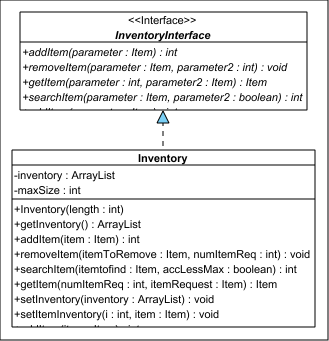 <<Interface>>
InventoryInterface
+addItem(parameter : Item) : int
+removeItem(parameter : Item, parameter2 : int) : void
+getItem(parameter : int, parameter2 : Item) : Item
+searchItem(parameter : Item, parameter2 : boolean) : int
Inventory
-inventory : ArrayList
-maxSize : int
+Inventory(length : int)
+getInventory() : ArrayList
+addItem(item : Item) : int
+removeItem(itemToRemove : Item, numItemReq : int) : void
+searchItem(itemtofind : Item, accLessMax : boolean) : int
+getItem(numItemReq : int, itemRequest : Item) : Item
+setInventory(inventory : ArrayList) : void
+setItemInventory(i : int, item : Item) : void